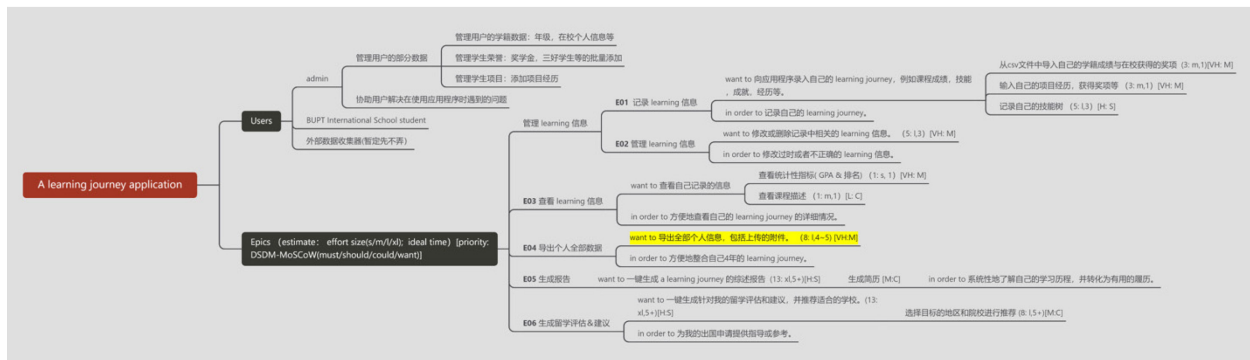 A learning journey application
Users
admin
管理用户的部分数据
管理用户的学籍数据：年级，在校个人信息等
管理学生荣誉：奖学金，三好学生等的批量添加
管理学生项目：添加项目经历
协助用户解决在使用应用程序时遇到的问题
BUPT International School student
外部数据收集器(暂定先不弄)
Epics（estimate： effort size(s/m/l/xl); ideal time）[priority:
DSDM-MoSCoW(must/should/could/want)]
管理 learning 信息
E01 记录 learning 信息
want to 向应用程序录入自己的 learning journey，例如课程成绩，技能
，成就、经历等。
从csv文件中导入自己的学籍成绩与在校获得的奖项 (3: m,1)[VH: M]
输入自己的项目经历，获得奖项等 （3: m,1）[VH: M]
记录自己的技能树 （5: l,3）[H: S]
in order to 记录自己的 learning journey。
E02 管理 learning 信息
want to 修改或删除记录中相关的 learning 信息。 （5: l,3）[VH: M]
in order to 修改过时或者不正确的 learning 信息。
E03 查看 learning 信息
want to 查看自己记录的信息
查看统计性指标( GPA & 排名) （1: s, 1）[VH: M]
查看课程描述 （1: m,1）[L: C]
in order to 方便地查看自己的 learning journey 的详细情况。
E04 导出个人全部数据
want to 导出全部个人信息，包括上传的附件。 （8: l,4~5) [VH:M]
in order to 方便地整合自己4年的 learning journey。
E05 生成报告
want to 一键生成 a learning journey 的综述报告 (13: xl,5+)[H:S]
生成简历 [M:C]
in order to 系统性地了解自己的学习历程，并转化为有用的履历。
E06 生成留学评估＆建议
want to 一键生成针对我的留学评估和建议，并推荐适合的学校。(13:
xl,5+)[H:S]
选择目标的地区和院校进行推荐 (8: l,5+)[M:C]
in order to 为我的出国申请提供指导或参考。